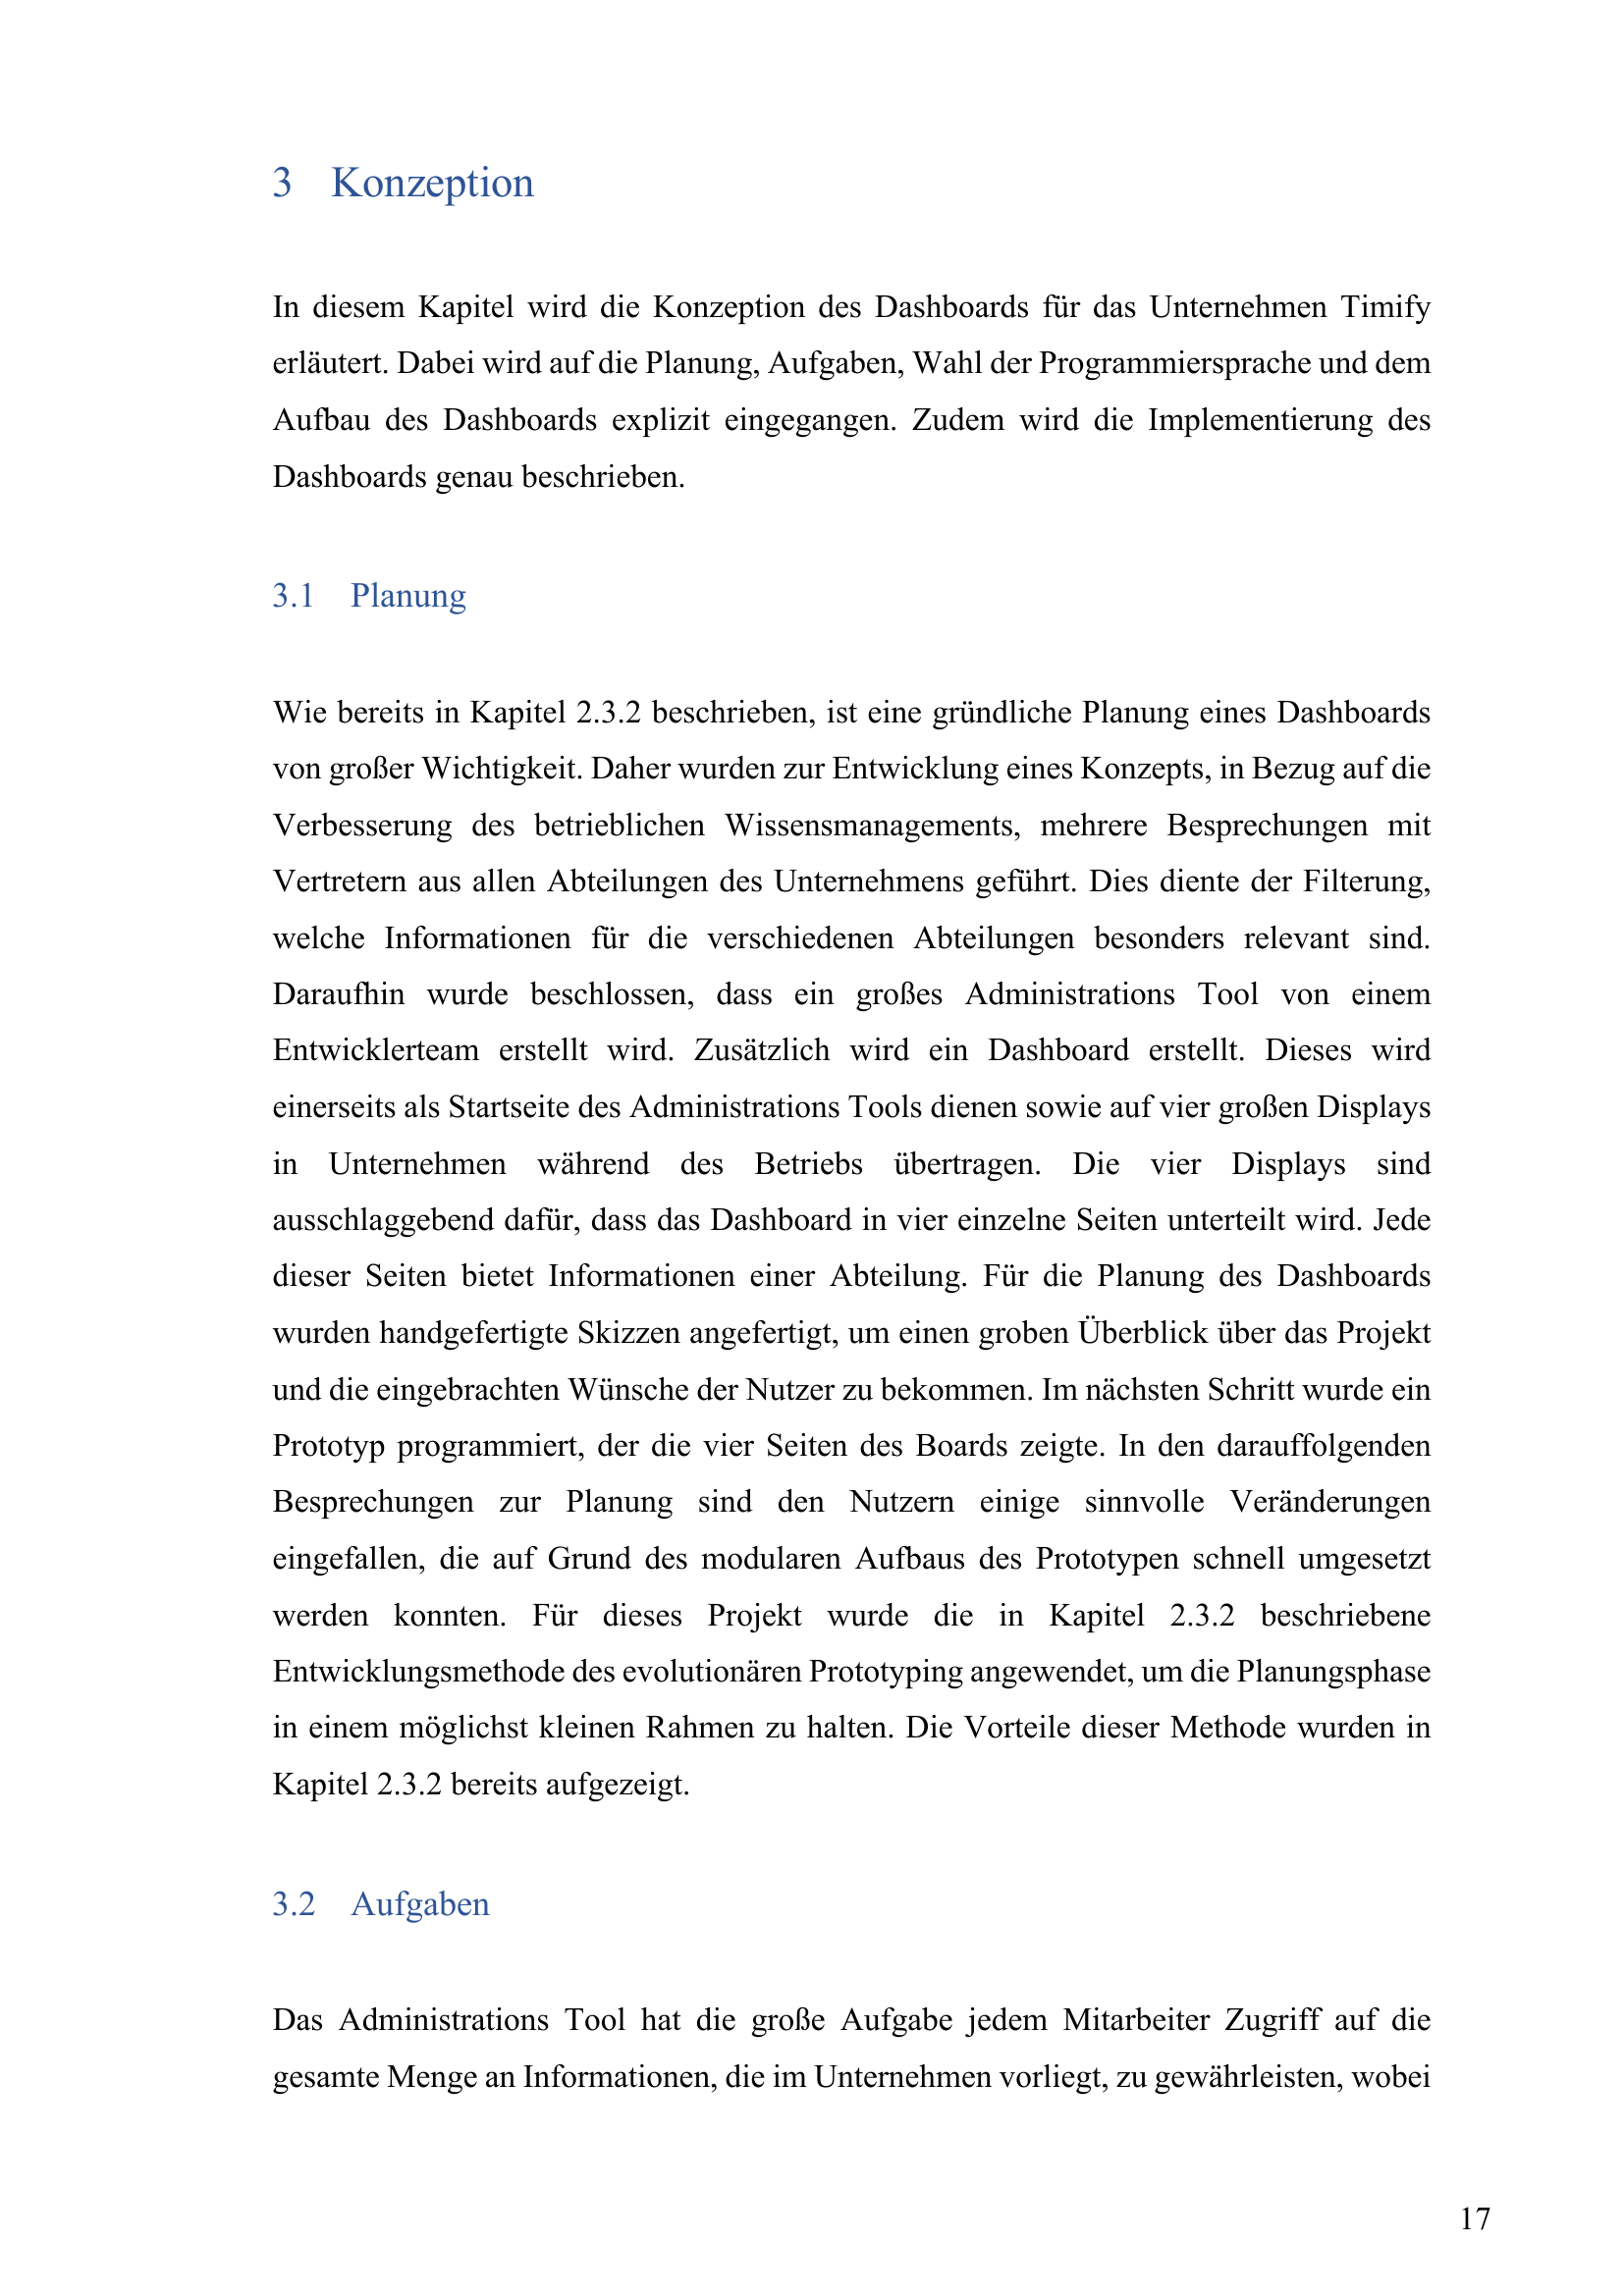 3 Konzeption
In diesem Kapitel wird die Konzeption des Dashboards für das Unternehmen Timify
erläutert. Dabei wird auf die Planung, Aufgaben, Wahl der Programmiersprache und dem
Aufbau des Dashboards explizit eingegangen. Zudem wird die Implementierung des
Dashboards genau beschrieben.
3.1 Planung
Wie bereits in Kapitel 2.3.2 beschrieben, ist eine gründliche Planung eines Dashboards
von großer Wichtigkeit. Daher wurden zur Entwicklung eines Konzepts, in Bezug auf die
Verbesserung des betrieblichen Wissensmanagements, mehrere Besprechungen mit
Vertretern aus allen Abteilungen des Unternehmens geführt. Dies diente der Filterung,
welche Informationen für die verschiedenen Abteilungen besonders relevant sind.
Daraufhin wurde beschlossen, dass ein großes Administrations Tool von einem
Entwicklerteam erstellt wird. Zusätzlich wird ein Dashboard erstellt. Dieses wird
einerseits als Startseite des Administrations Tools dienen sowie auf vier großen Displays
in Unternehmen während des Betriebs übertragen. Die vier Displays sind
ausschlaggebend dafür, dass das Dashboard in vier einzelne Seiten unterteilt wird. Jede
dieser Seiten bietet Informationen einer Abteilung. Für die Planung des Dashboards
wurden handgefertigte Skizzen angefertigt, um einen groben Überblick über das Projekt
und die eingebrachten Wünsche der Nutzer zu bekommen. Im nächsten Schritt wurde ein
Prototyp programmiert, der die vier Seiten des Boards zeigte. In den darauffolgenden
Besprechungen zur Planung sind den Nutzern einige sinnvolle Veränderungen
eingefallen, die auf Grund des modularen Aufbaus des Prototypen schnell umgesetzt
werden konnten. Für dieses Projekt wurde die in Kapitel 2.3.2 beschriebene
Entwicklungsmethode des evolutionären Prototyping angewendet, um die Planungsphase
in einem möglichst kleinen Rahmen zu halten. Die Vorteile dieser Methode wurden in
Kapitel 2.3.2 bereits aufgezeigt.
3.2 Aufgaben
Das Administrations Tool hat die große Aufgabe jedem Mitarbeiter Zugriff auf die
gesamte Menge an Informationen, die im Unternehmen vorliegt, zu gewährleisten, wobei
17